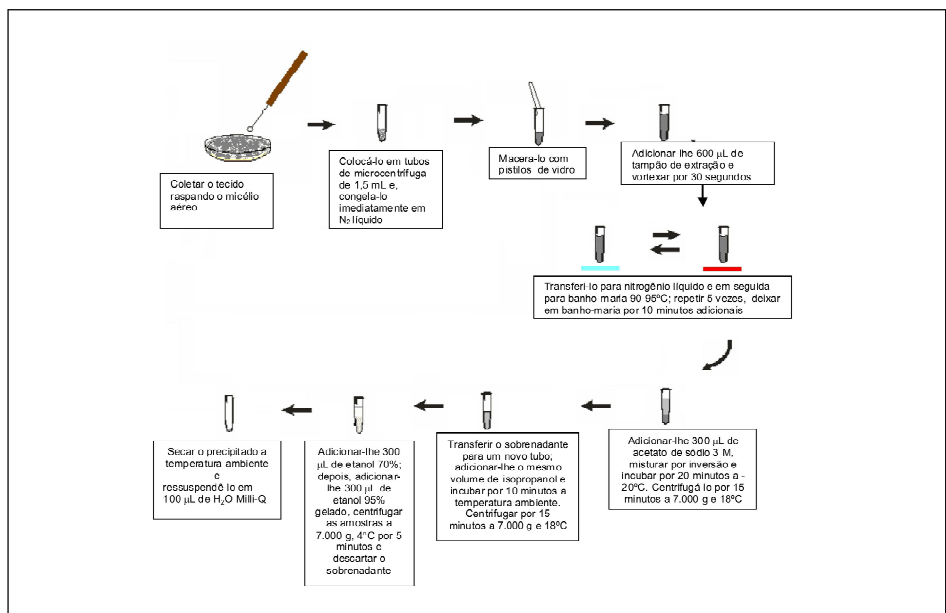 Coletar o tecido
raspando o micélio
aéreo
Colocá-lo em tubos
de microcentrífuga
de 1,5 mL e,
congela-lo
imediatamente em
N₂ líquido
Macera-lo com
pistilos de vidro
Adicionar lhe 600 µL de
tampão de extração e
vortexar por 30 segundos
Transferi-lo para nitrogênio líquido e em seguida
para banho maria 90 95ºC; repetir 5 vezes, deixar
em banho-maria por 10 minutos adicionais
Adicionar-lhe 300 µL de
acetato de sódio 3 M,
misturar por inversão e
incubar por 20 minutos a -
20ºC. Centrifugá lo por 15
minutos a 7.000 g e 18ºC
Transferir o sobrenadante
para um novo tubo;
adicionar-lhe o mesmo
volume de isopropanol e
incubar por 10 minutos a
temperatura ambiente.
Centrifugar por 15
minutos a 7.000 g e 18ºC
Adicionar-lhe 300
µL de etanol 70%;
depois, adicionar-
lhe 300 µL de
etanol 95%
gelado, centrifugar
as amostras a
7.000 g, 4°C por 5
minutos e
descartar o
sobrenadante
Secar o precipitado a
temperatura ambiente
e
ressuspendê lo em
100 µL de H₂O Milli-Q